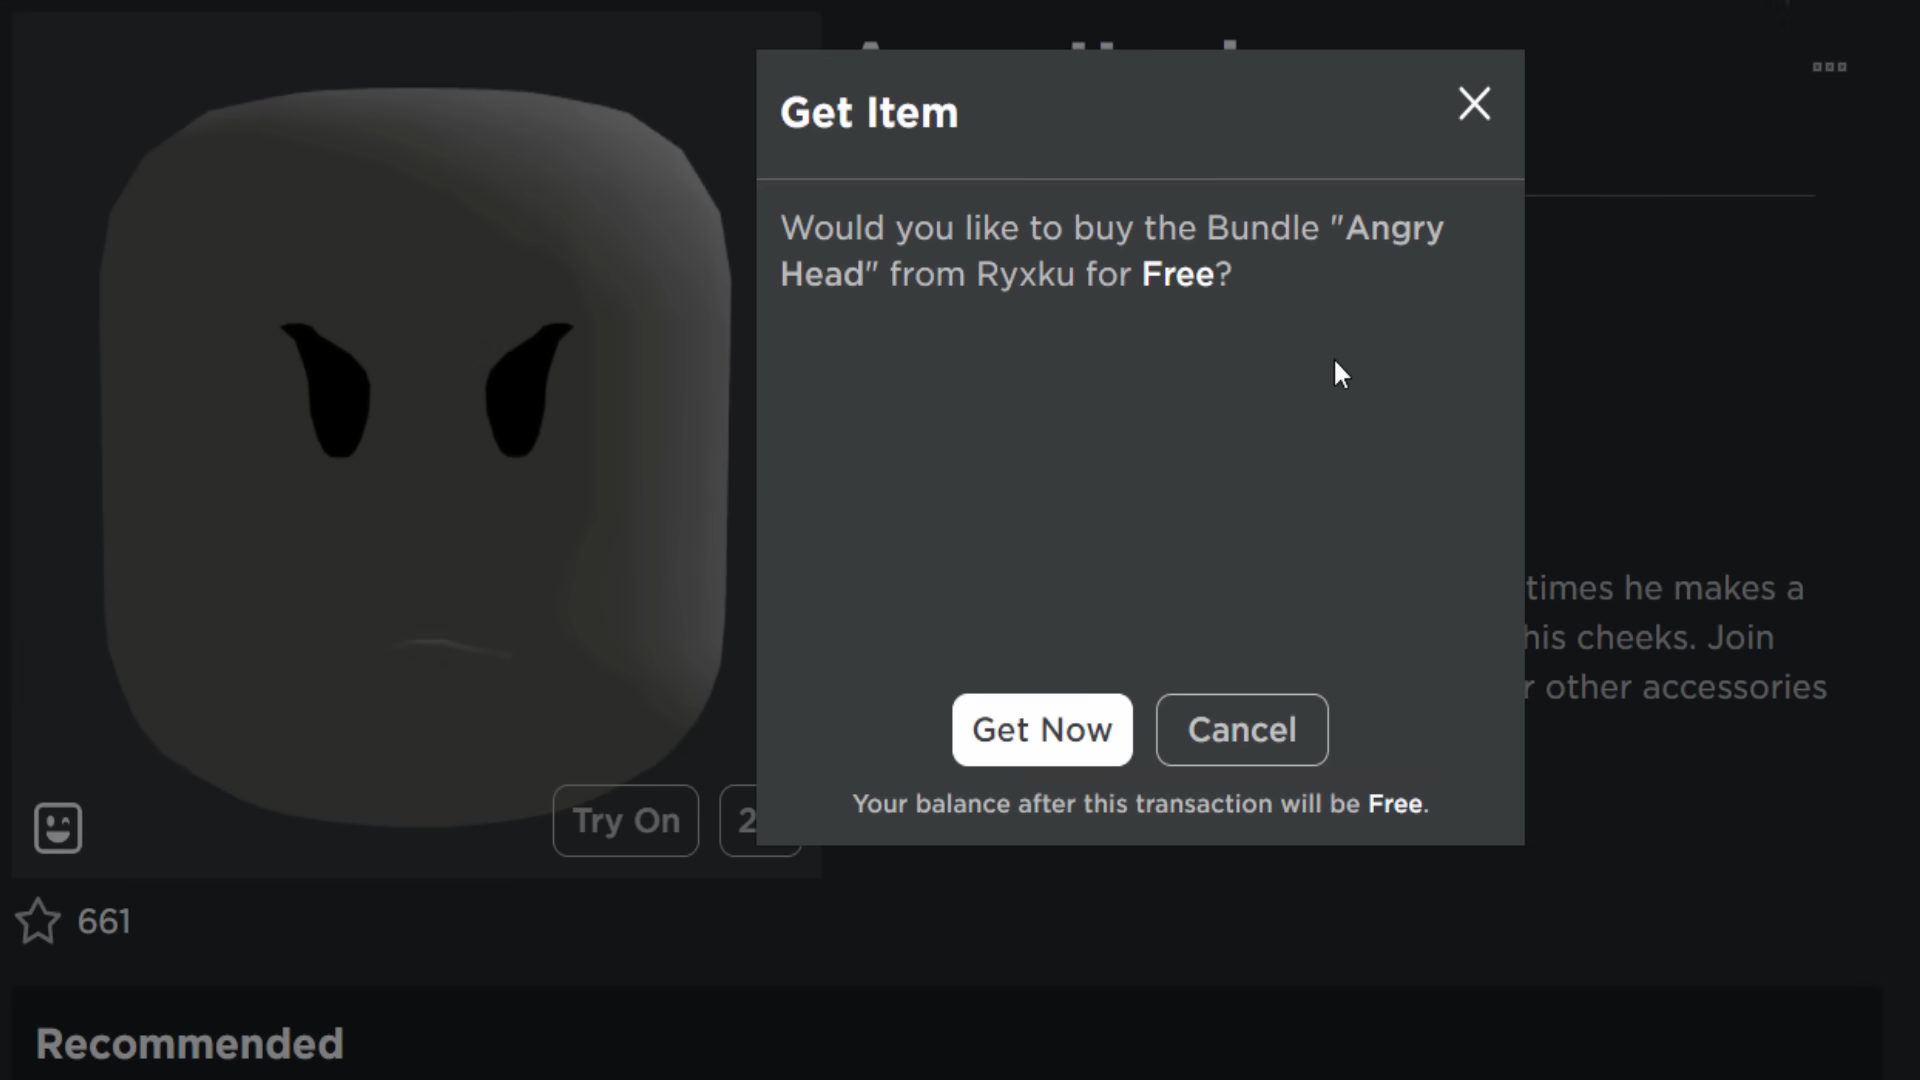 Get Item
Would you like to buy the Bundle "Angry
Head" from Ryxku for Free?
times he makes a
his cheeks. Join
r other accessories
Get Now
Cancel
Your balance after this transaction will be Free.
Try On
2
661
Recommended